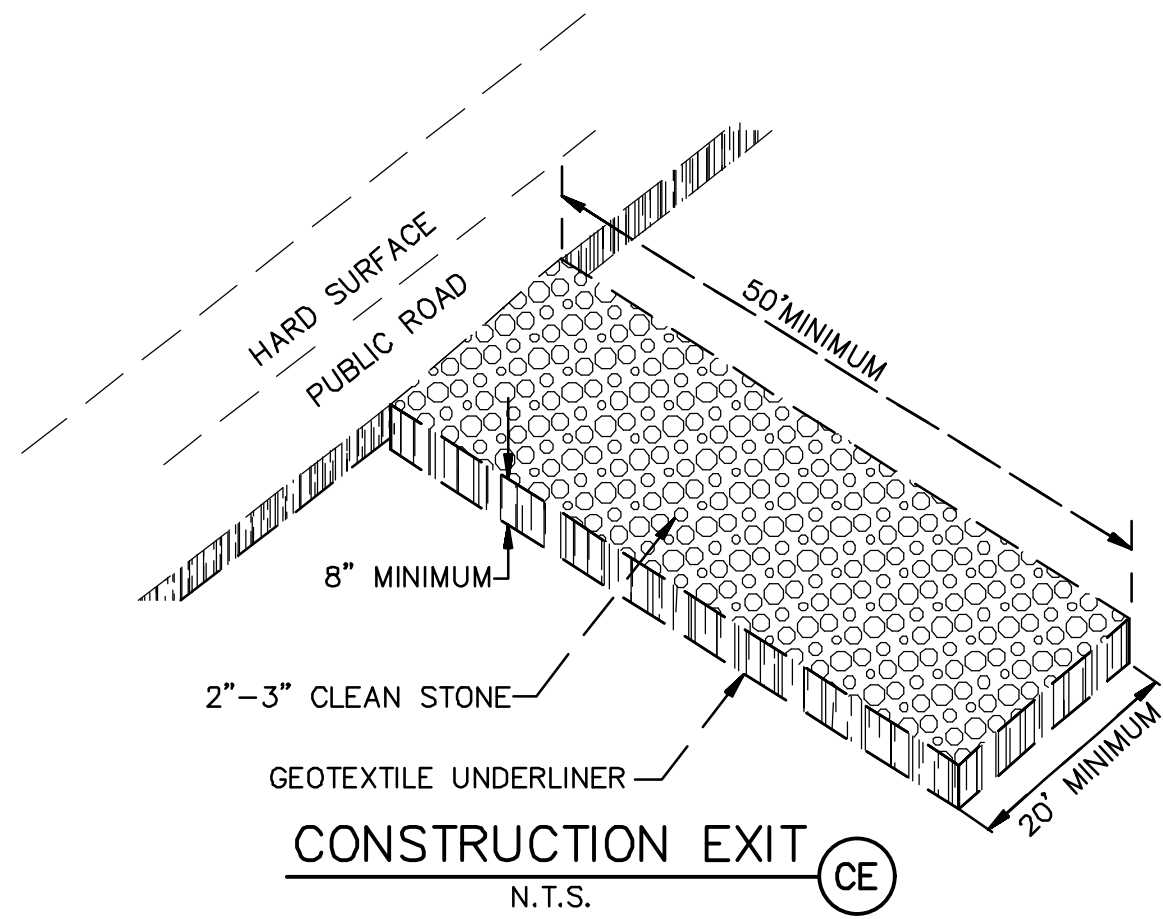 HARD SURFACE
PUBLIC ROAD
50'MINIMUM
8" MINIMUM
2"-3" CLEAN STONE
GEOTEXTILE UNDERLINER
20' MINIMUM
CONSTRUCTION EXIT
CE
N.T.S.